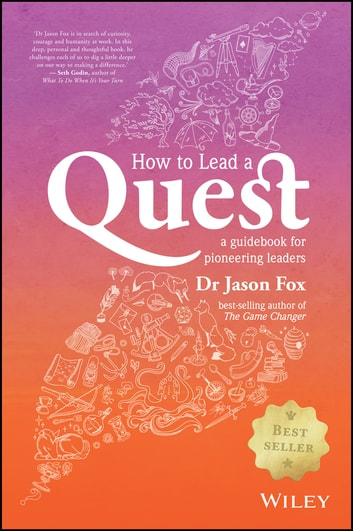 'Dr Jason Fox is in search of curiosity,
courage and humanity at work. In this
deep, personal and thoughtful book, he
challenges each of us to dig a little deeper
on our way to making a difference.'
— Seth Godin, author of
What To Do When It's Your Turn
How to Lead a
Quest
a guidebook for
pioneering leaders
Dr Jason Fox
best-selling author of
The Game Changer
BEST
SELLER
WILEY